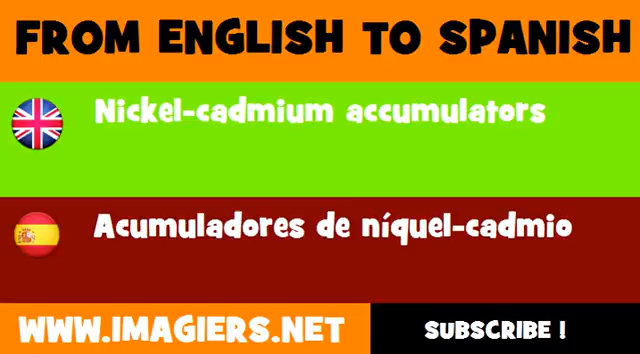 FROM ENGLISH TO SPANISH
Nickel-cadmium accumulators
Acumuladores de níquel-cadmio
WWW.IMAGIERS.NET
SUBSCRIBE !